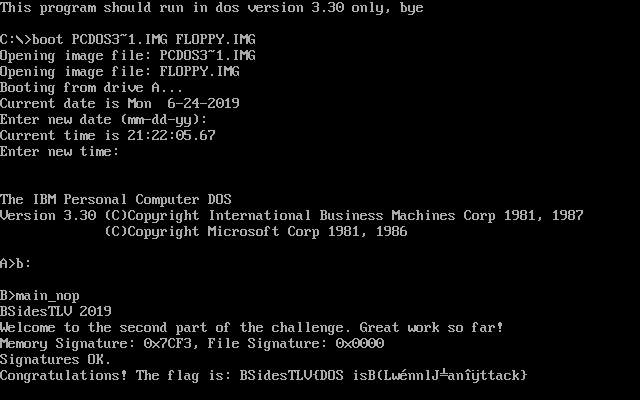 This program should run in dos version 3.30 only, bye
C:\>boot PCDOS3~1.IMG FLOPPY.IMG
Opening image file: PCDOS3~1.IMG
Opening image file: FLOPPY.IMG
Booting from drive A...
Current date is Mon  6-24-2019
Enter new date (mm-dd-yy):
Current time is 21:22:05.67
Enter new time:
The IBM Personal Computer DOS
Version 3.30 (C)Copyright International Business Machines Corp 1981, 1987
(C)Copyright Microsoft Corp 1981, 1986
A>b:
B>main_nop
BSidesTLV 2019
Welcome to the second part of the challenge. Great work so far!
Memory Signature: 0x7CF3, File Signature: 0x0000
Signatures OK.
Congratulations! The flag is: BSidesTLV{DOS